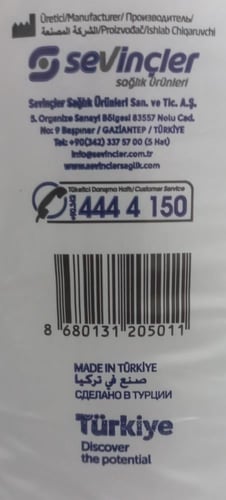 Üretici/Manufacturer/ Производитель/
الشركة المصنعة/Proizvođač/Ishlab Chiqaruvchi
sevinçler
sağlık ürünleri
Sevinçler Sağlık Ürünleri San. ve Tic. A.Ş.
5. Organize Sanayi Bölgesi 83557 Nolu Cad.
No: 9 Başpınar / GAZİANTEP / TÜRKİYE
Tel: +90(342) 337 57 00 (5 Hat)
info@sevincler.com.tr
www.sevinclersaglik.com
Tüketici Danışma Hattı/Customer Service
444 4 150
8 680131 205011
MADE IN TÜRKİYE
صنع في تركيا
СДЕЛАНО В ТУРЦИИ
Türkiye
Discover
the potential